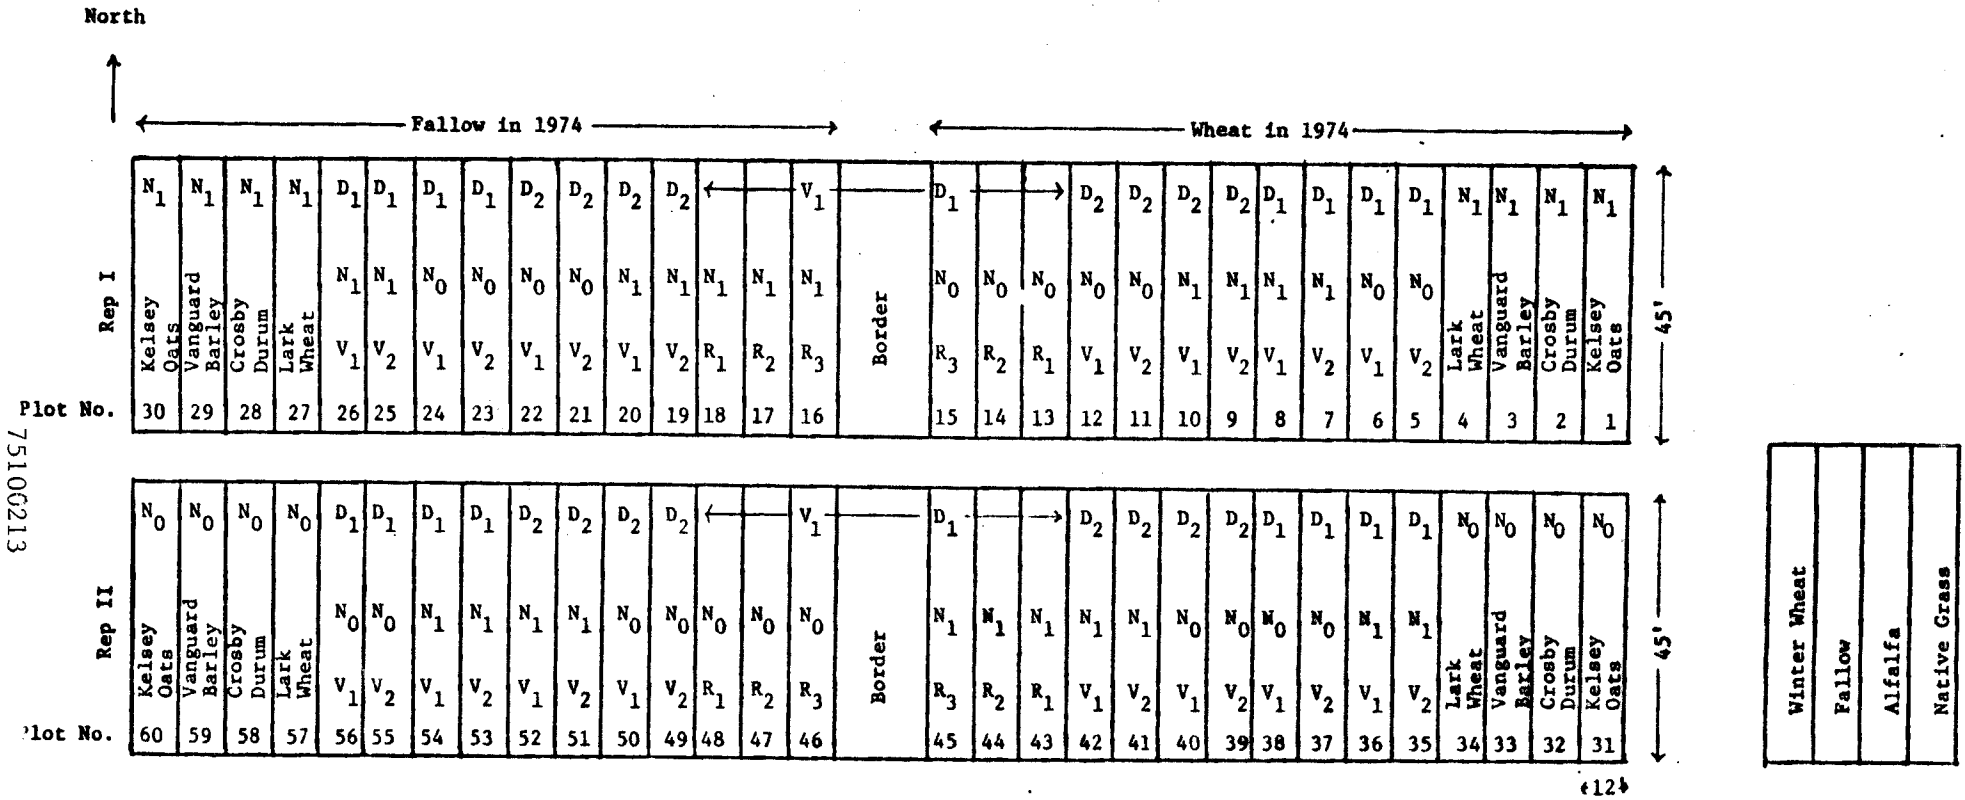 North
Fallow in 1974 Wheat in 1974
Rep I
N1 N1 N1 N1 D1 D1 D1 D1 D2 D2 D2 D2 V1 D1 D2 D2 D2 D2 D1 D1 D1 D1 N1 N1 N1 N1
N1 N1 N0 N0 N0 N0 N1 N1 N1 N1 N1 N0 N0 N0 N0 N0 N1 N1 N1 N1 N0 N0
Kelsey Oats Vanguard Barley Crosby Durum Lark Wheat V1 V2 V1 V2 V1 V2 V1 V2 R1 R2 R3 Border R3 R2 R1 V1 V2 V1 V2 V1 V2 V1 V2 Lark Wheat Vanguard Barley Crosby Durum Kelsey Oats
45'
Plot No. 30 29 28 27 26 25 24 23 22 21 20 19 18 17 16 15 14 13 12 11 10 9 8 7 6 5 4 3 2 1
75100213
Rep II
N0 N0 N0 N0 D1 D1 D1 D1 D2 D2 D2 D2 V1 D1 D2 D2 D2 D2 D1 D1 D1 D1 N0 N0 N0 N0
N0 N0 N1 N1 N1 N1 N0 N0 N0 N0 N0 N1 N1 N1 N1 N1 N0 N0 N0 N0 N1 N1
Kelsey Oats Vanguard Barley Crosby Durum Lark Wheat V1 V2 V1 V2 V1 V2 V1 V2 R1 R2 R3 Border R3 R2 R1 V1 V2 V1 V2 V1 V2 V1 V2 Lark Wheat Vanguard Barley Crosby Durum Kelsey Oats
45'
Plot No. 60 59 58 57 56 55 54 53 52 51 50 49 48 47 46 45 44 43 42 41 40 39 38 37 36 35 34 33 32 31
12
Winter Wheat
Fallow
Alfalfa
Native Grass